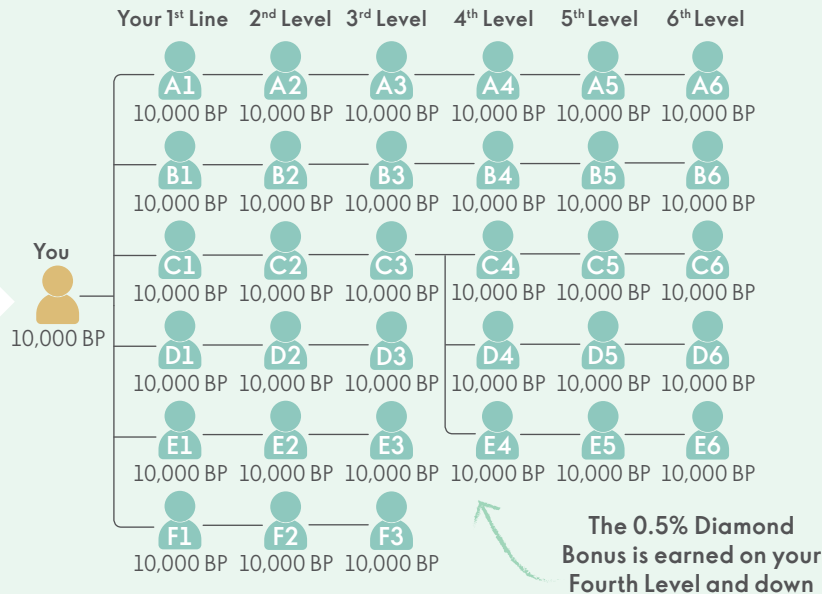 Your 1st Line 2nd Level 3rd Level 4th Level 5th Level 6th Level
A1 A2 A3 A4 A5 A6
10,000 BP 10,000 BP 10,000 BP 10,000 BP 10,000 BP 10,000 BP
B1 B2 B3 B4 B5 B6
10,000 BP 10,000 BP 10,000 BP 10,000 BP 10,000 BP 10,000 BP
You
C1 C2 C3 C4 C5 C6
10,000 BP 10,000 BP 10,000 BP 10,000 BP 10,000 BP 10,000 BP
10,000 BP
D1 D2 D3 D4 D5 D6
10,000 BP 10,000 BP 10,000 BP 10,000 BP 10,000 BP 10,000 BP
E1 E2 E3 E4 E5 E6
10,000 BP 10,000 BP 10,000 BP 10,000 BP 10,000 BP 10,000 BP
F1 F2 F3
10,000 BP 10,000 BP 10,000 BP
The 0.5% Diamond
Bonus is earned on your
Fourth Level and down